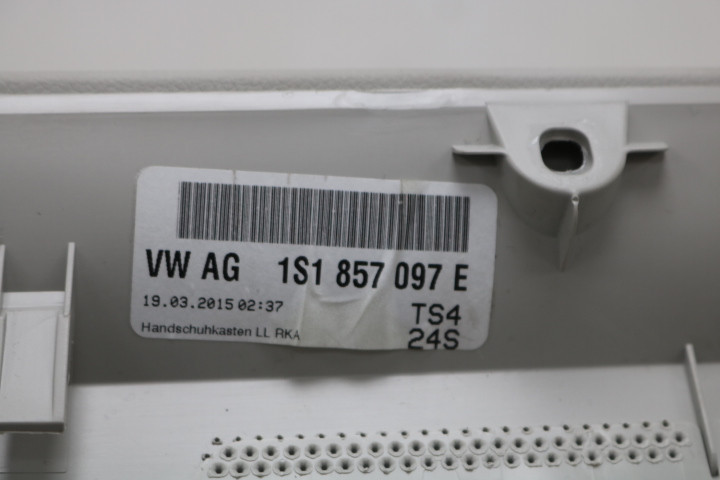 VW AG 1S1 857 097 E
19.03.2015 02:37 TS4
Handschuhkasten LL RKA 24S